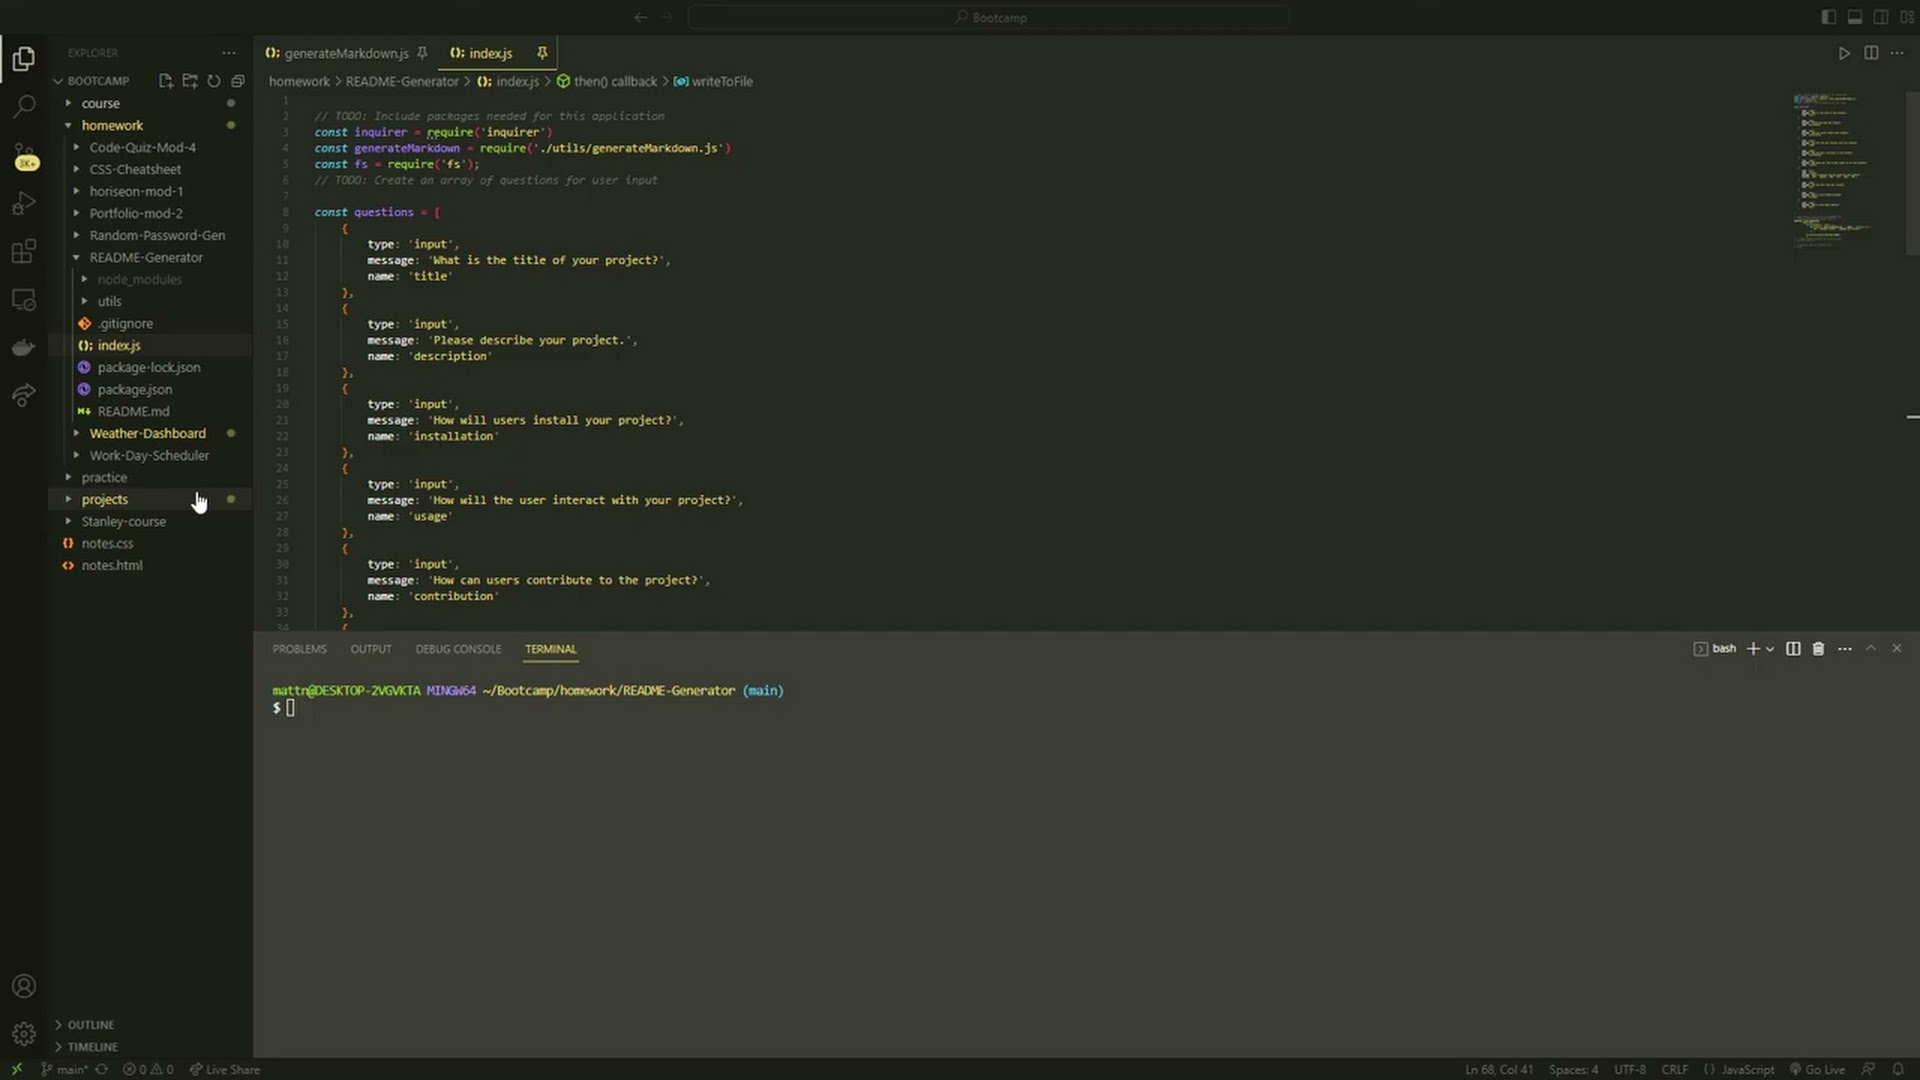 Bootcamp
EXPLORER
BOOTCAMP
course
homework
Code-Quiz-Mod-4
CSS-Cheatsheet
horiseon-mod-1
Portfolio-mod-2
Random-Password-Gen
README-Generator
node_modules
utils
.gitignore
index.js
package-lock.json
package.json
README.md
Weather-Dashboard
Work-Day-Scheduler
practice
projects
Stanley-course
notes.css
notes.html
OUTLINE
TIMELINE
3K+
generateMarkdown.js index.js
homework > README-Generator > index.js > then() callback > writeToFile
1
2 // TODO: Include packages needed for this application
3 const inquirer = require('inquirer')
4 const generateMarkdown = require('./utils/generateMarkdown.js')
5 const fs = require('fs');
6 // TODO: Create an array of questions for user input
7
8 const questions = [
9 {
10 type: 'input',
11 message: 'What is the title of your project?',
12 name: 'title'
13 },
14 {
15 type: 'input',
16 message: 'Please describe your project.',
17 name: 'description'
18 },
19 {
20 type: 'input',
21 message: 'How will users install your project?',
22 name: 'installation'
23 },
24 {
25 type: 'input',
26 message: 'How will the user interact with your project?',
27 name: 'usage'
28 },
29 {
30 type: 'input',
31 message: 'How can users contribute to the project?',
32 name: 'contribution'
33 },
34 {
PROBLEMS OUTPUT DEBUG CONSOLE TERMINAL
bash
mattn@DESKTOP-2VGVKTA MINGW64 ~/Bootcamp/homework/README-Generator (main)
$
main* 0 0 Live Share
Ln 68, Col 41 Spaces: 4 UTF-8 CRLF {} JavaScript Go Live